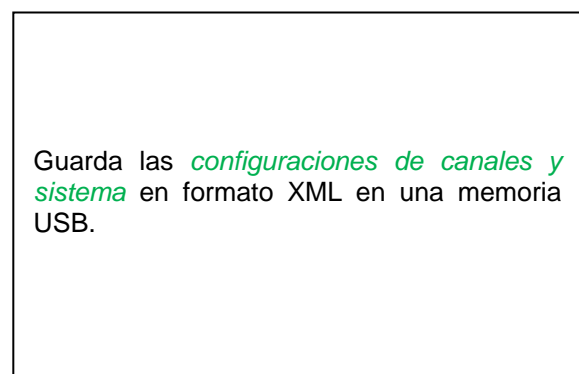 Guarda las configuraciones de canales y
sistema en formato XML en una memoria
USB.